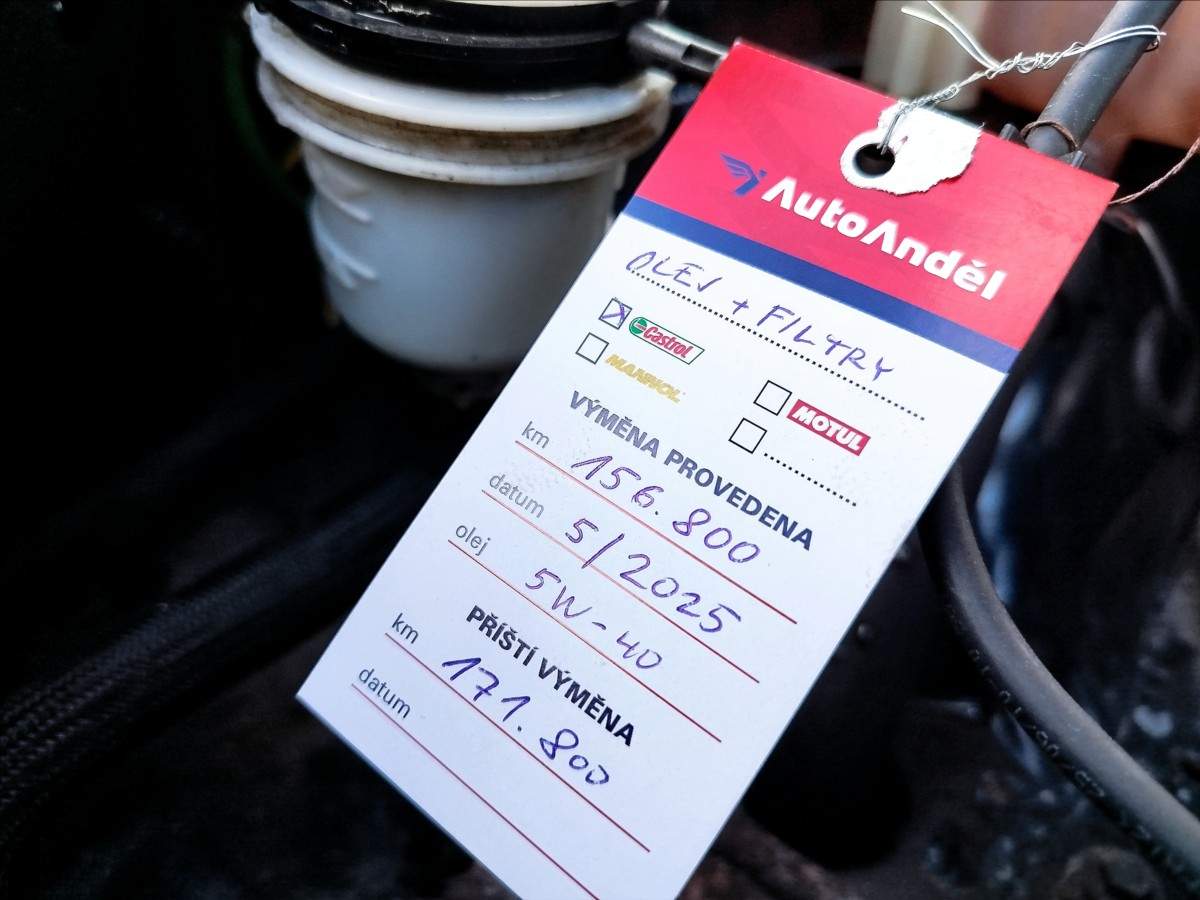 AutoAnděl
OLEJ + FILTRY
Castrol
MANNOL
MOTUL
VÝMĚNA PROVEDENA
km 156.800
datum 5/2025
olej 5W-40
PŘÍŠTÍ VÝMĚNA
km 171.800
datum